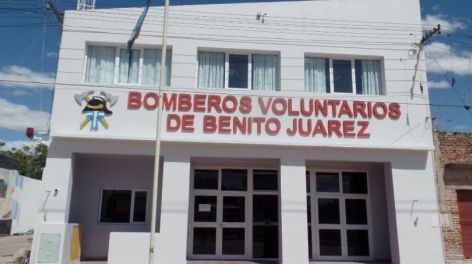 BOMBEROS VOLUNTARIOS
DE BENITO JUAREZ